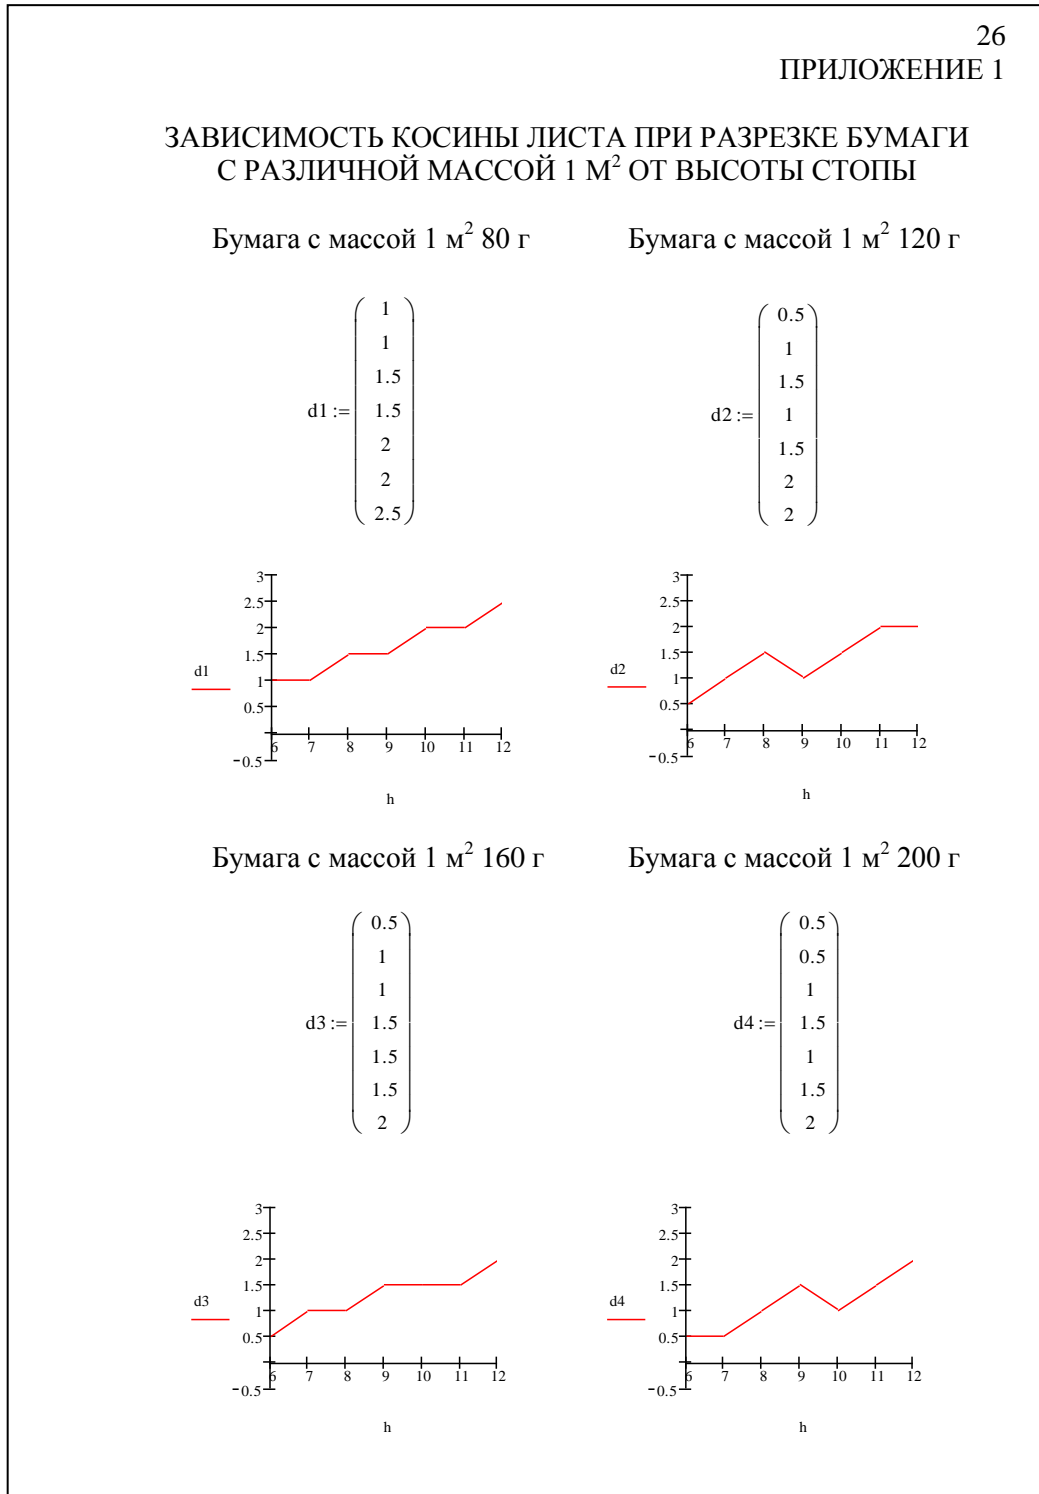 26
ПРИЛОЖЕНИЕ 1
ЗАВИСИМОСТЬ КОСИНЫ ЛИСТА ПРИ РАЗРЕЗКЕ БУМАГИ
С РАЗЛИЧНОЙ МАССОЙ 1 М² ОТ ВЫСОТЫ СТОПЫ
Бумага с массой 1 м² 80 г
1
1
1.5
d1 := 1.5
2
2
2.5
3
2.5
2
1.5
1
0.5
-0.5
d1
6 7 8 9 10 11 12
h
Бумага с массой 1 м² 120 г
0.5
1
1.5
d2 := 1
1.5
2
2
3
2.5
2
1.5
1
0.5
-0.5
d2
6 7 8 9 10 11 12
h
Бумага с массой 1 м² 160 г
0.5
1
1
d3 := 1.5
1.5
1.5
2
3
2.5
2
1.5
1
0.5
-0.5
d3
6 7 8 9 10 11 12
h
Бумага с массой 1 м² 200 г
0.5
0.5
1
d4 := 1.5
1
1.5
2
3
2.5
2
1.5
1
0.5
-0.5
d4
6 7 8 9 10 11 12
h